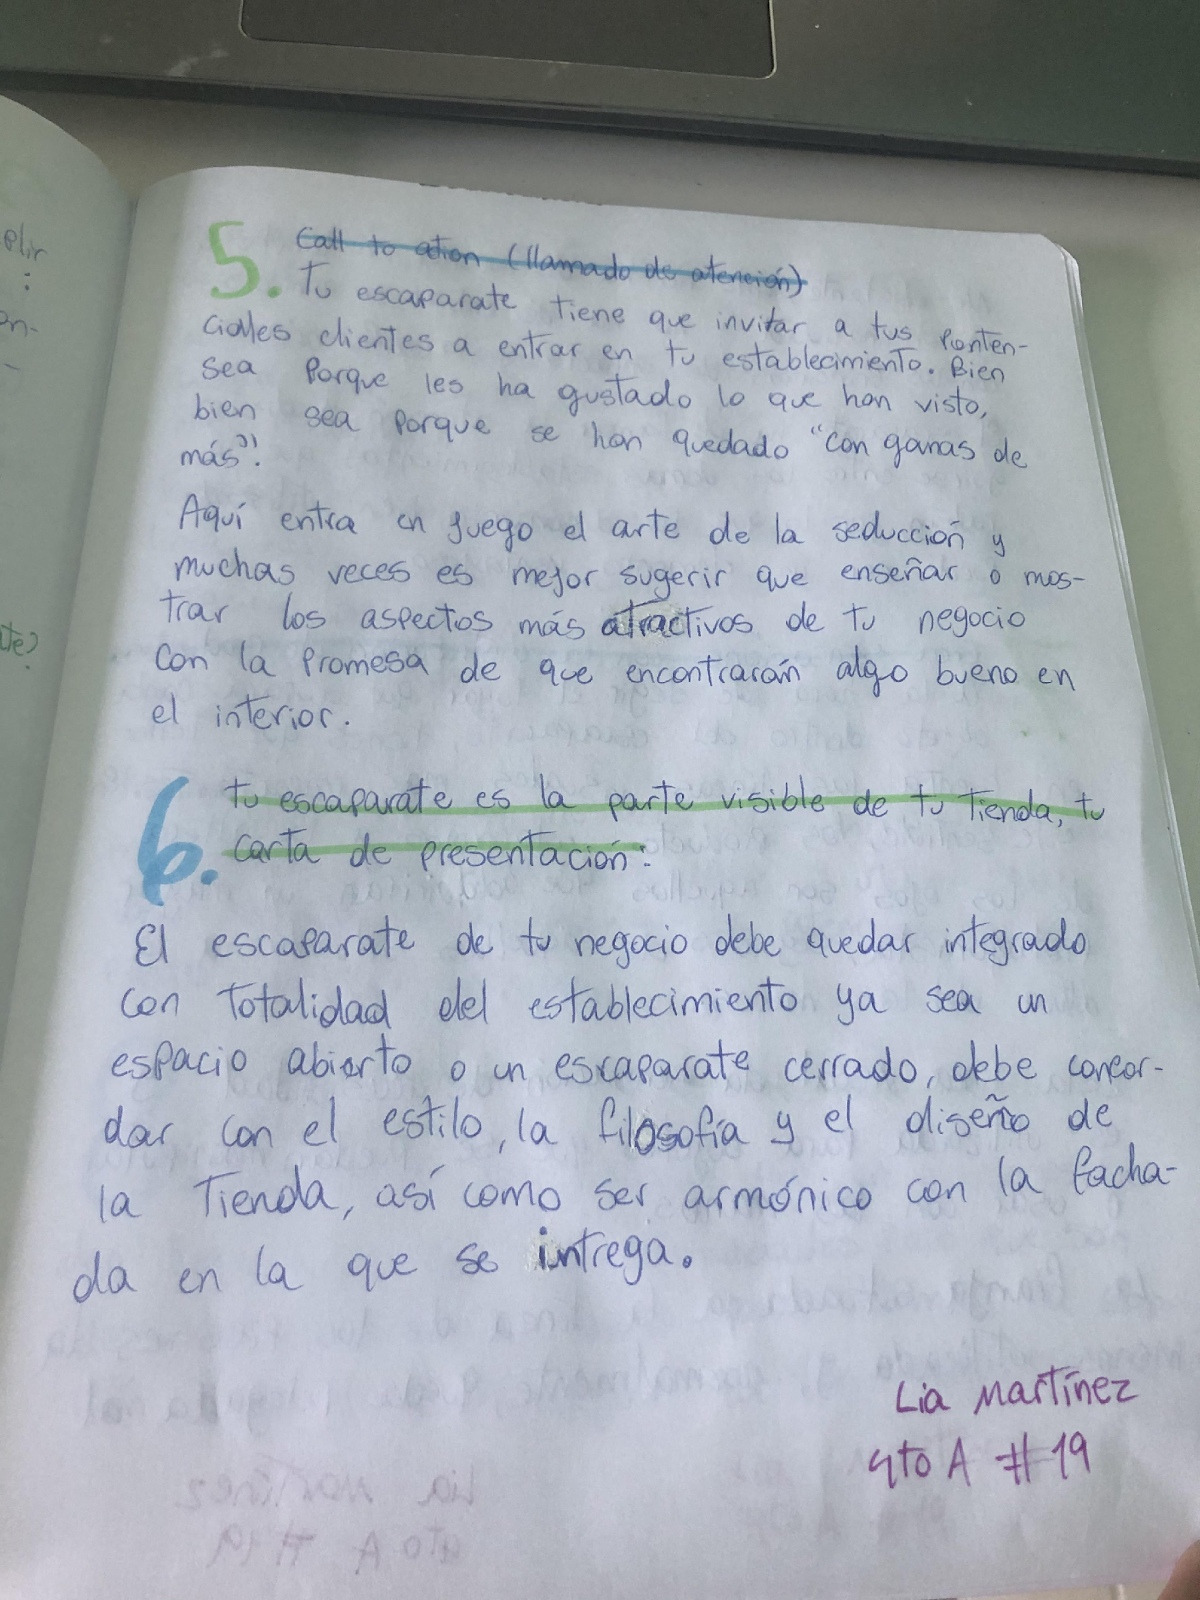 plir
:
en-
-
te?
5. Call to ation (llamado de atención)
Tu escaparate tiene que invitar a tus Ponten-
ciales clientes a entrar en tu establecimiento. Bien
sea Porque les ha gustado lo que han visto,
bien sea Porque se han quedado "con ganas de
más".
Aquí entra en juego el arte de la seducción y
muchas veces es mejor sugerir que enseñar o mos-
trar los aspectos más atractivos de tu negocio
con la Promesa de que encontrarán algo bueno en
el interior.
6. tu escaparate es la parte visible de tu Tienda, tu
carta de presentación:
El escaparate de tu negocio debe quedar integrado
con Totalidad del establecimiento ya sea un
espacio abierto o un escaparate cerrado, debe concor-
dar con el estilo, la filosofía y el diseño de
la Tienda, así como ser armónico con la facha-
da en la que se intrega.
Lia Martínez
4to A #19